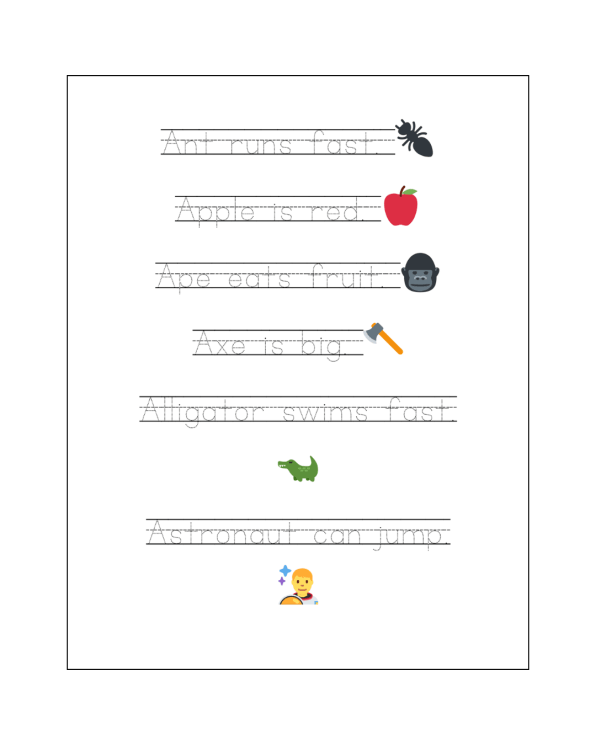 Ant runs fast.
Apple is red.
Ape eats fruit.
Axe is big.
Alligator swims fast.
Astronaut can jump.